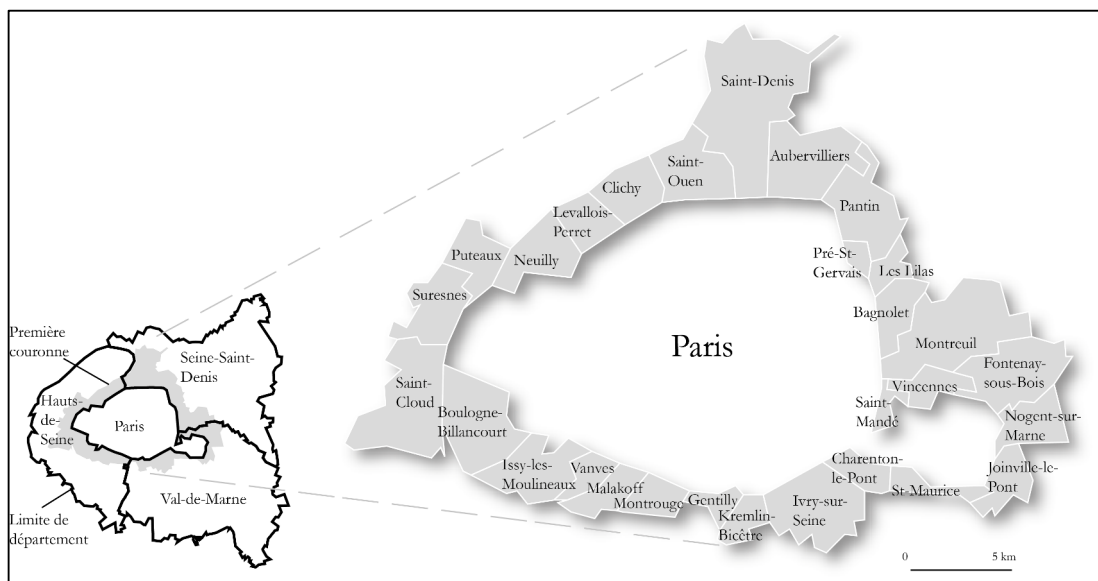 Saint-Denis
Aubervilliers
Saint-
Ouen
Clichy
Levallois-
Perret
Pantin
Puteaux
Neuilly
Pré-St-
Gervais
Les Lilas
Suresnes
Bagnolet
Paris
Montreuil
Fontenay-
sous-Bois
Vincennes
Saint-
Cloud
Boulogne-
Billancourt
Saint-
Mandé
Nogent-sur-
Marne
Issy-les-
Moulineaux
Vanves
Malakoff
Montrouge
Gentilly
Kremlin-
Bicêtre
Ivry-sur-
Seine
Charenton-
le-Pont
St-Maurice
Joinville-le-
Pont
0 5 km
Première
couronne
Seine-Saint-
Denis
Hauts-
de-
Seine
Paris
Val-de-Marne
Limite de
département